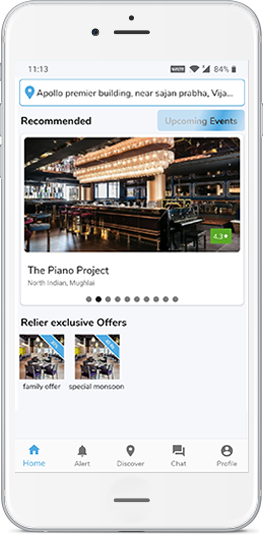 11:13
84%
Apollo premier building, near sajan prabha, Vija...
Recommended
Upcoming Events
4.3★
The Piano Project
North Indian, Mughlai
Relier exclusive Offers
family offer
special monsoon
Home
Alert
Discover
Chat
Profile